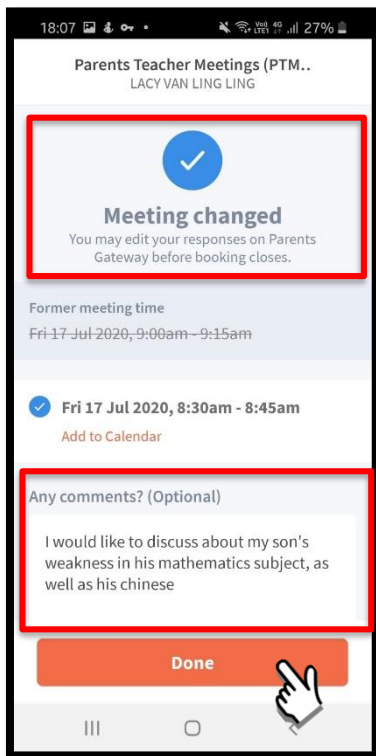 18:07 27%
Parents Teacher Meetings (PTM..
LACY VAN LING LING
Meeting changed
You may edit your responses on Parents
Gateway before booking closes.
Former meeting time
Fri 17 Jul 2020, 9:00am - 9:15am
Fri 17 Jul 2020, 8:30am - 8:45am
Add to Calendar
Any comments? (Optional)
I would like to discuss about my son's
weakness in his mathematics subject, as
well as his chinese
Done